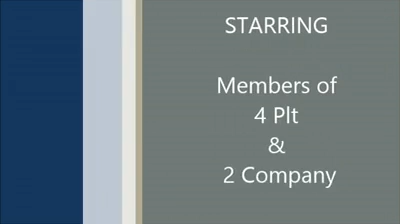 STARRING
Members of
4 Plt
&
2 Company